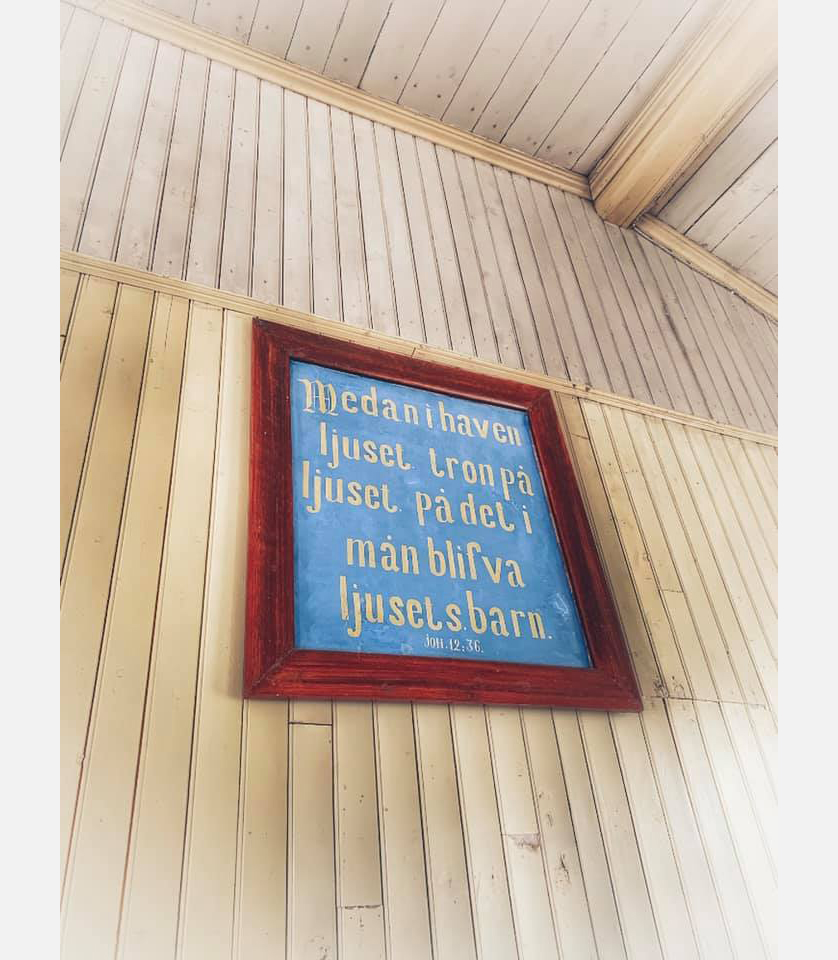 Medan i haven
ljuset. tron på
ljuset. på det i
mån blifva
ljusets.barn.
JOH.12:36.